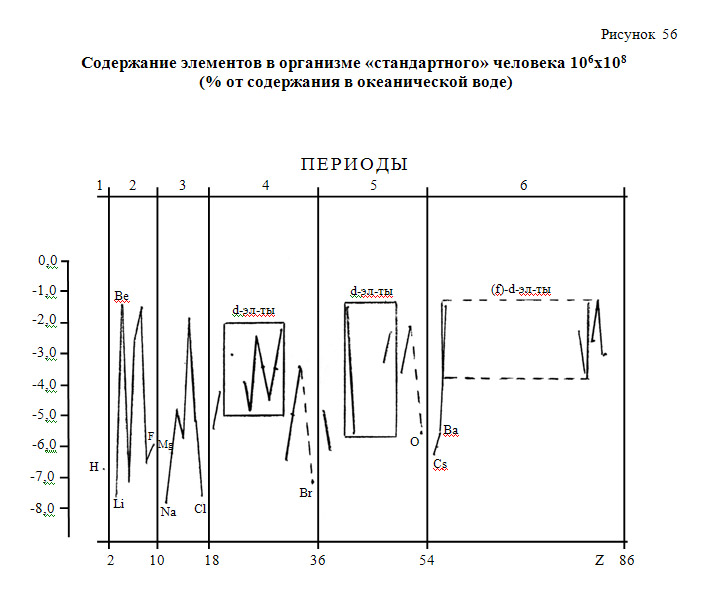 Рисунок 56
Содержание элементов в организме «стандартного» человека 10⁶x10⁸
(% от содержания в океанической воде)
ПЕРИОДЫ
1 2 3 4 5 6
0,0
-1,0
Be
d-эл-ты
d-эл-ты
(f)-d-эл-ты
-2,0
-3,0
-4,0
-5,0
-6,0
F
Mg
O
Ba
-7,0
H
Cs
-8,0
Li
Na
Cl
Br
2 10 18 36 54 Z 86